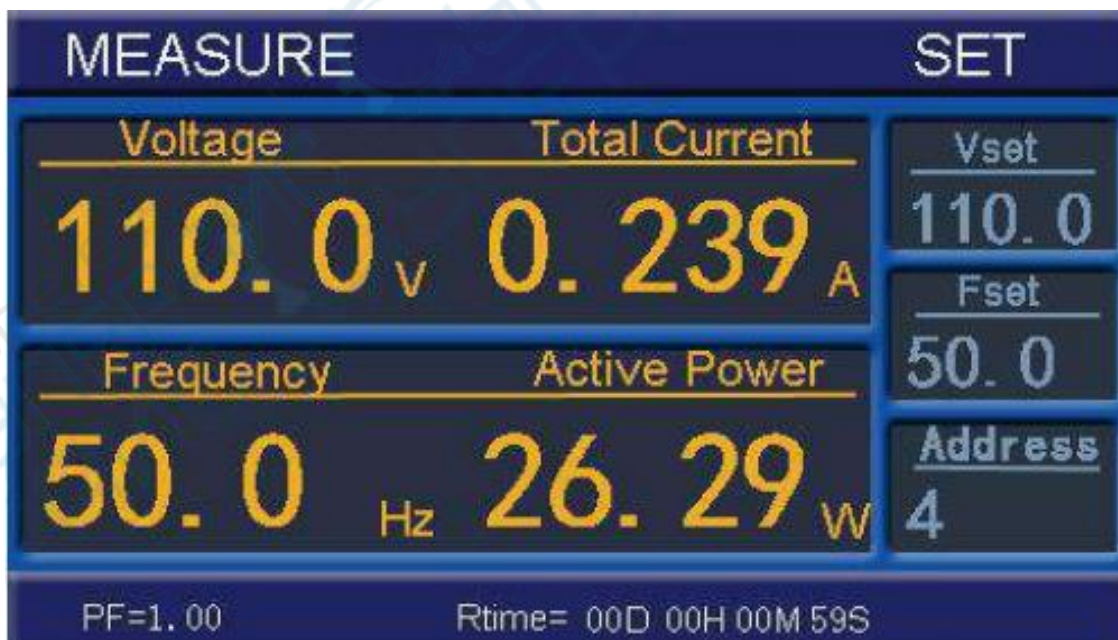 MEASURE SET
Voltage Total Current
110.0 V 0.239 A
Frequency Active Power
50.0 Hz 26.29 W
Vset
110.0
Fset
50.0
Address
4
PF=1.00 Rtime= 00D 00H 00M 59S